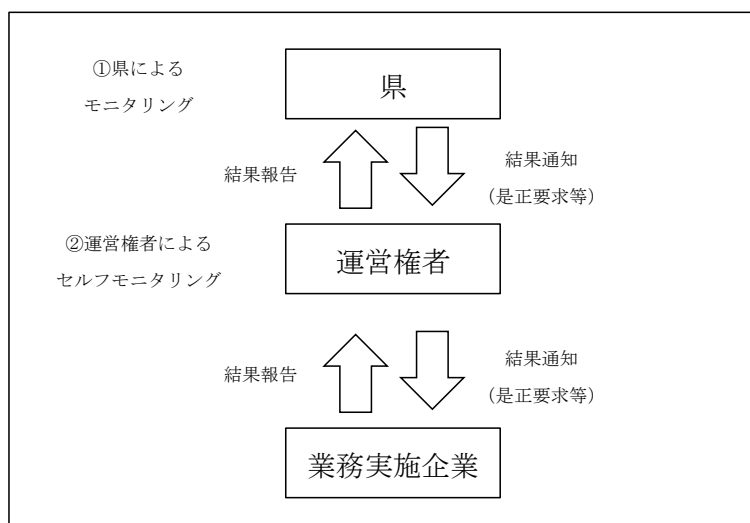 ①県による
モニタリング
県
結果報告
結果通知
(是正要求等)
②運営権者による
セルフモニタリング
運営権者
結果報告
結果通知
(是正要求等)
業務実施企業